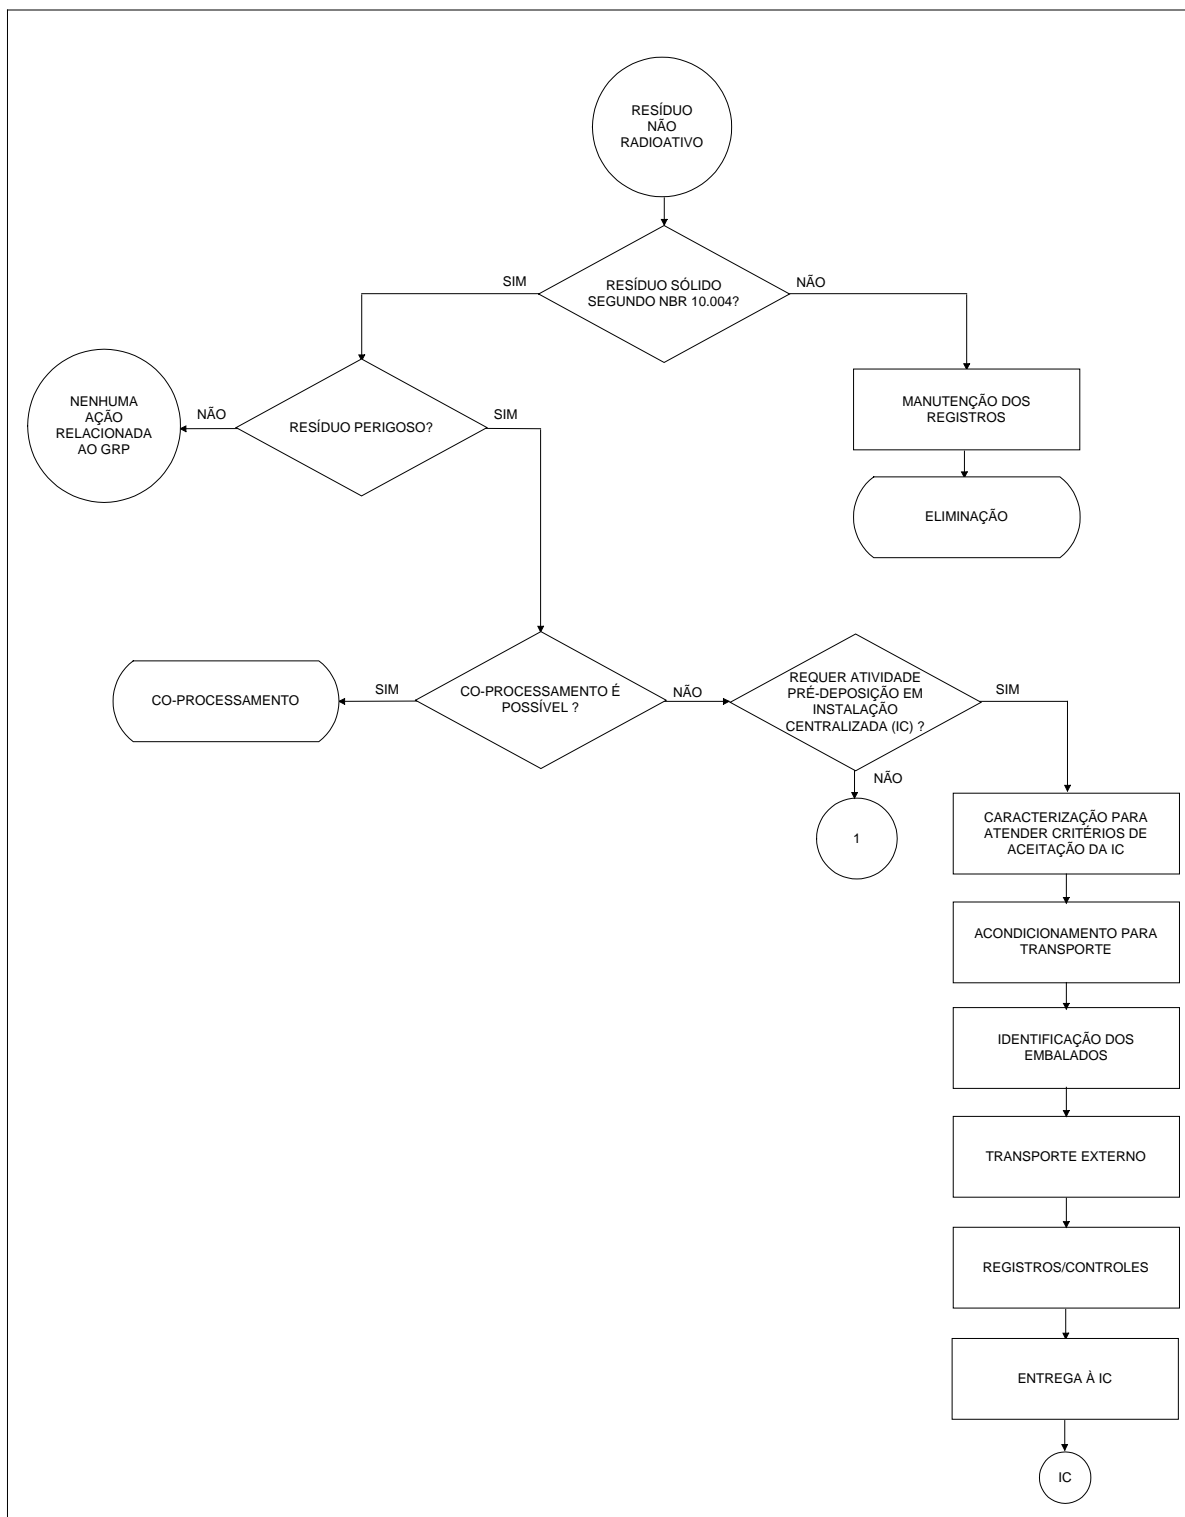 RESÍDUO
NÃO
RADIOATIVO
SIM
RESÍDUO SÓLIDO
SEGUNDO NBR 10.004?
NÃO
NENHUMA
AÇÃO
RELACIONADA
AO GRP
NÃO
RESÍDUO PERIGOSO?
SIM
MANUTENÇÃO DOS
REGISTROS
ELIMINAÇÃO
CO-PROCESSAMENTO
SIM
CO-PROCESSAMENTO É
POSSÍVEL ?
NÃO
REQUER ATIVIDADE
PRÉ-DEPOSIÇÃO EM
INSTALAÇÃO
CENTRALIZADA (IC) ?
SIM
NÃO
1
CARACTERIZAÇÃO PARA
ATENDER CRITÉRIOS DE
ACEITAÇÃO DA IC
ACONDICIONAMENTO PARA
TRANSPORTE
IDENTIFICAÇÃO DOS
EMBALADOS
TRANSPORTE EXTERNO
REGISTROS/CONTROLES
ENTREGA À IC
IC